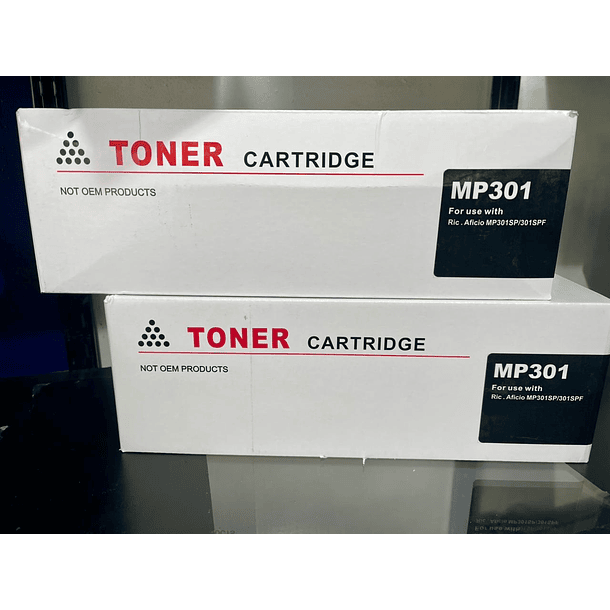 TONER CARTRIDGE
NOT OEM PRODUCTS
MP301
For use with
Ric . Aficio MP301SP/301SPF
TONER CARTRIDGE
NOT OEM PRODUCTS
MP301
For use with
Ric . Aficio MP301SP/301SPF